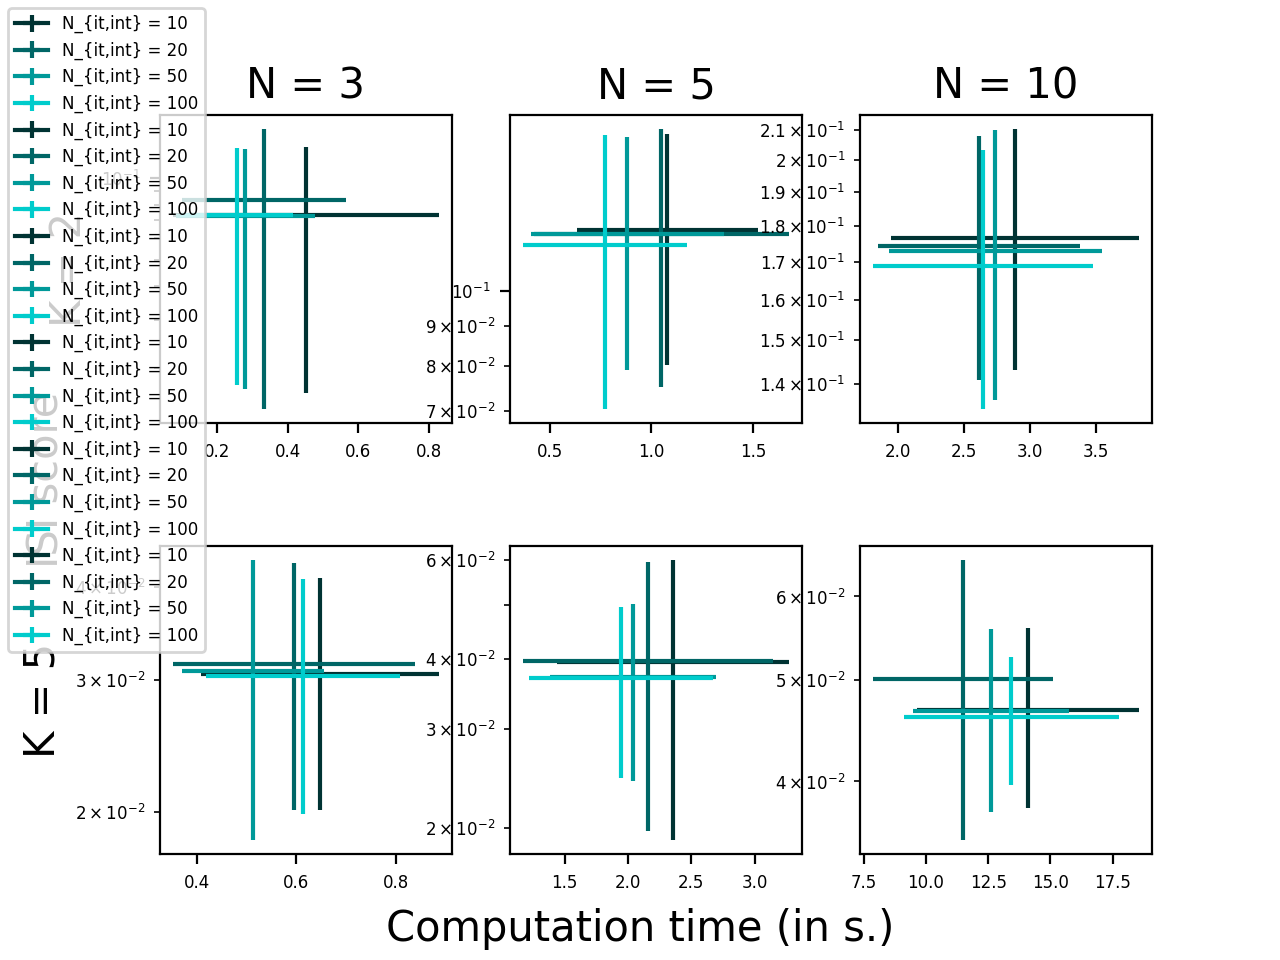 N_{it,int} = 10
N_{it,int} = 20
N_{it,int} = 50
N_{it,int} = 100
N_{it,int} = 10
N_{it,int} = 20
N_{it,int} = 50
N_{it,int} = 100
N_{it,int} = 10
N_{it,int} = 20
N_{it,int} = 50
N_{it,int} = 100
N_{it,int} = 10
N_{it,int} = 20
N_{it,int} = 50
N_{it,int} = 100
N_{it,int} = 10
N_{it,int} = 20
N_{it,int} = 50
N_{it,int} = 100
N_{it,int} = 10
N_{it,int} = 20
N_{it,int} = 50
N_{it,int} = 100
K = 2
ISI score
K = 5
N = 3
10⁻¹
0.2 0.4 0.6 0.8
N = 5
10⁻¹
9×10⁻²
8×10⁻²
7×10⁻²
0.5 1.0 1.5
N = 10
2.1×10⁻¹
2×10⁻¹
1.9×10⁻¹
1.8×10⁻¹
1.7×10⁻¹
1.6×10⁻¹
1.5×10⁻¹
1.4×10⁻¹
2.0 2.5 3.0 3.5
4×10⁻²
3×10⁻²
2×10⁻²
0.4 0.6 0.8
6×10⁻²
4×10⁻²
3×10⁻²
2×10⁻²
1.5 2.0 2.5 3.0
6×10⁻²
5×10⁻²
4×10⁻²
7.5 10.0 12.5 15.0 17.5
Computation time (in s.)